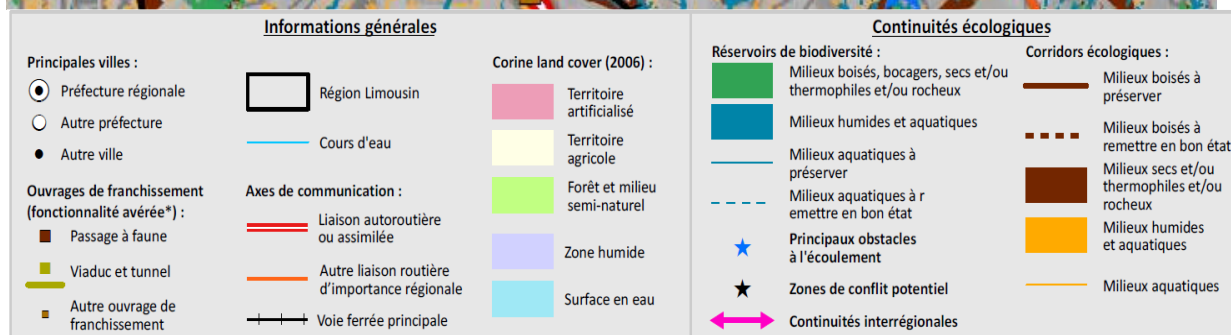 Informations générales
Principales villes :
Préfecture régionale
Autre préfecture
Autre ville
Ouvrages de franchissement
(fonctionnalité avérée*) :
Passage à faune
Viaduc et tunnel
Autre ouvrage de
franchissement
Région Limousin
Cours d'eau
Axes de communication :
Liaison autoroutière
ou assimilée
Autre liaison routière
d'importance régionale
Voie ferrée principale
Corine land cover (2006) :
Territoire
artificialisé
Territoire
agricole
Forêt et milieu
semi-naturel
Zone humide
Surface en eau
Continuités écologiques
Réservoirs de biodiversité :
Milieux boisés, bocagers, secs et/ou
thermophiles et/ou rocheux
Milieux humides et aquatiques
Milieux aquatiques à
préserver
Milieux aquatiques à r
emettre en bon état
Principaux obstacles
à l'écoulement
Zones de conflit potentiel
Continuités interrégionales
Corridors écologiques :
Milieux boisés à
préserver
Milieux boisés à
remettre en bon état
Milieux secs et/ou
thermophiles et/ou
rocheux
Milieux humides
et aquatiques
Milieux aquatiques